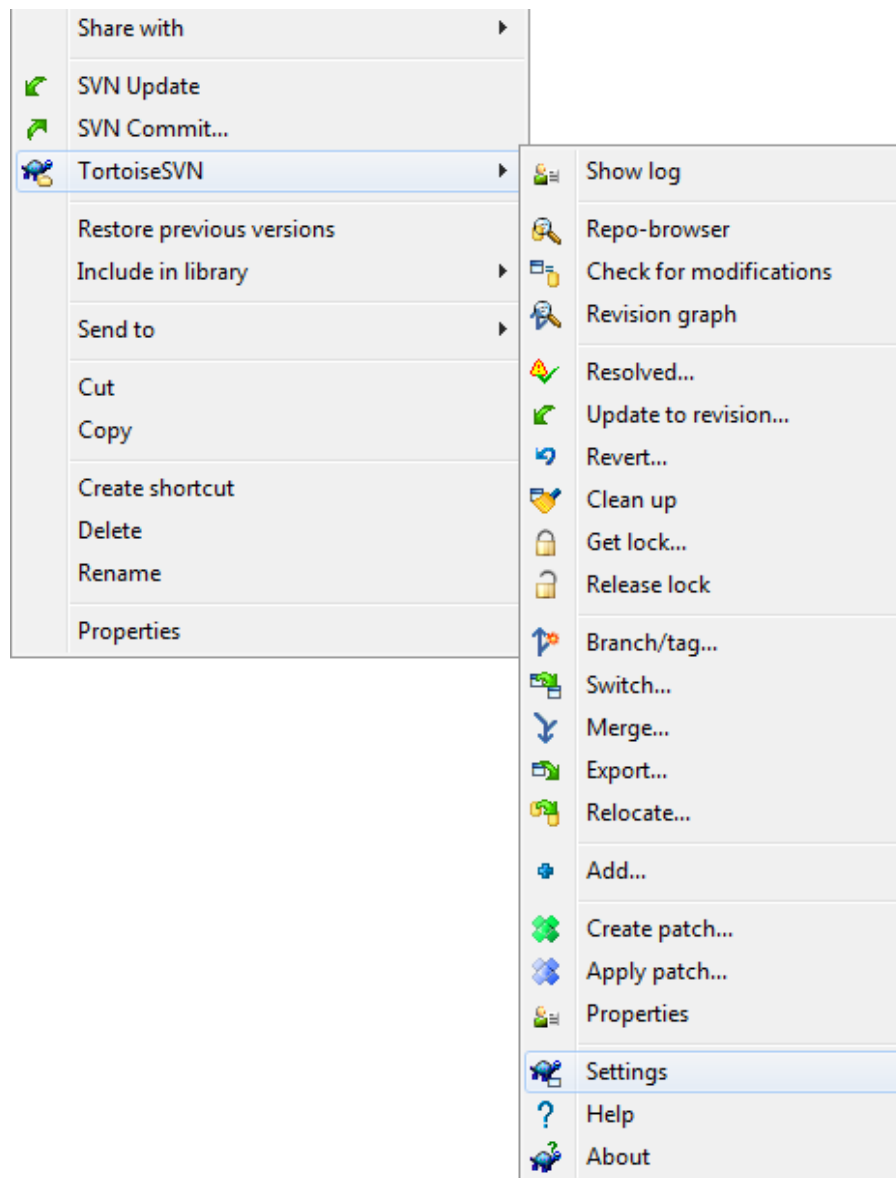 Share with
SVN Update
SVN Commit...
TortoiseSVN
Restore previous versions
Include in library
Send to
Cut
Copy
Create shortcut
Delete
Rename
Properties
Show log
Repo-browser
Check for modifications
Revision graph
Resolved...
Update to revision...
Revert...
Clean up
Get lock...
Release lock
Branch/tag...
Switch...
Merge...
Export...
Relocate...
Add...
Create patch...
Apply patch...
Properties
Settings
Help
About